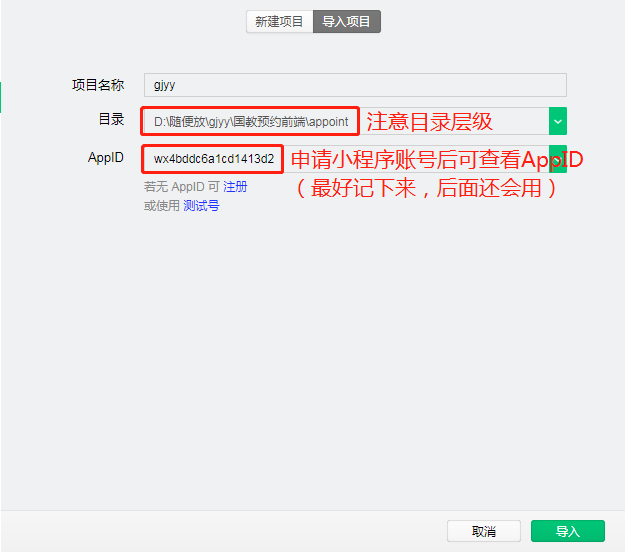 新建项目 导入项目
项目名称 gjyy
目录 D:\随便放\gjyy\国教预约前端\appoint 注意目录层级
AppID wx4bddc6a1cd1413d2 申请小程序账号后可查看AppID
若无 AppID 可 注册 （最好记下来，后面还会用）
或使用 测试号
取消 导入